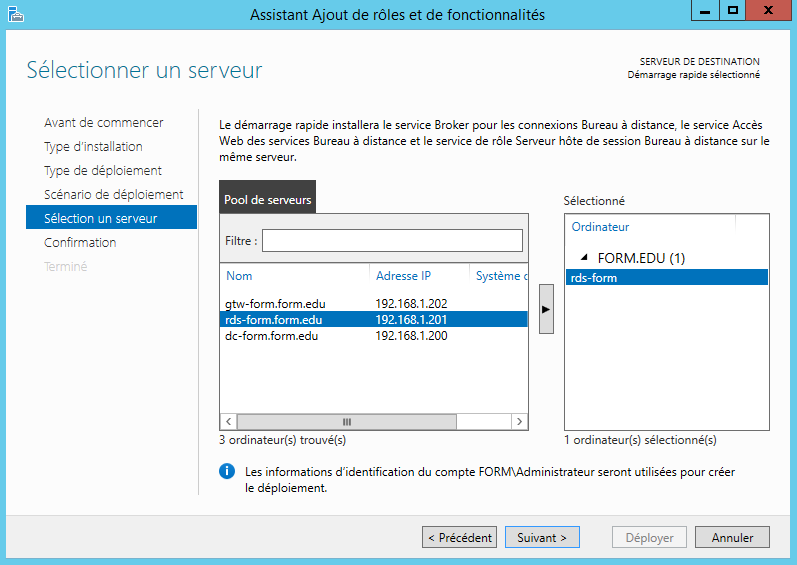 Assistant Ajout de rôles et de fonctionnalités
Sélectionner un serveur
SERVEUR DE DESTINATION
Démarrage rapide sélectionné
Avant de commencer
Type d'installation
Type de déploiement
Scénario de déploiement
Sélection un serveur
Confirmation
Terminé
Le démarrage rapide installera le service Broker pour les connexions Bureau à distance, le service Accès
Web des services Bureau à distance et le service de rôle Serveur hôte de session Bureau à distance sur le
même serveur.
Pool de serveurs
Filtre :
Nom Adresse IP Système d
gtw-form.form.edu 192.168.1.202
rds-form.form.edu 192.168.1.201
dc-form.form.edu 192.168.1.200
3 ordinateur(s) trouvé(s)
Sélectionné
Ordinateur
FORM.EDU (1)
rds-form
1 ordinateur(s) sélectionné(s)
Les informations d'identification du compte FORM\Administrateur seront utilisées pour créer
le déploiement.
< Précédent Suivant > Déployer Annuler